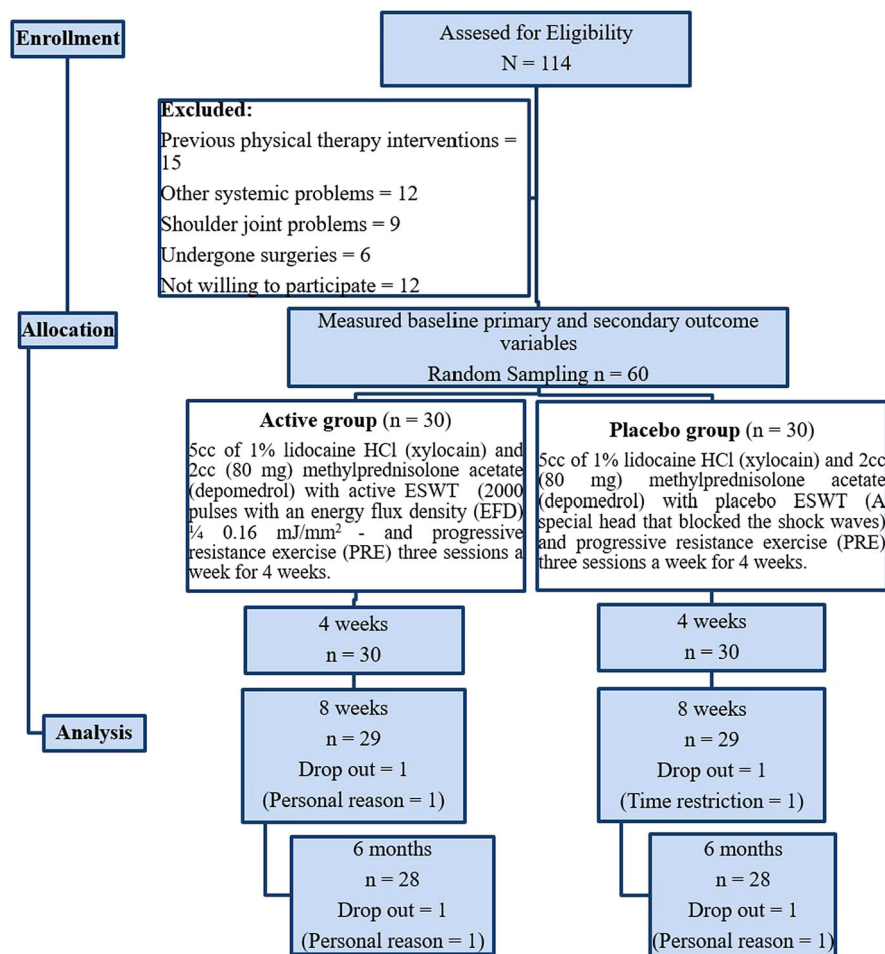 Enrollment
Assesed for Eligibility
N = 114
Excluded:
Previous physical therapy interventions =
15
Other systemic problems = 12
Shoulder joint problems = 9
Undergone surgeries = 6
Not willing to participate = 12
Allocation
Measured baseline primary and secondary outcome
variables
Random Sampling n = 60
Active group (n = 30)
5cc of 1% lidocaine HCl (xylocain) and
2cc (80 mg) methylprednisolone acetate
(depomedrol) with active ESWT (2000
pulses with an energy flux density (EFD)
¼ 0.16 mJ/mm² - and progressive
resistance exercise (PRE) three sessions a
week for 4 weeks.
Placebo group (n = 30)
5cc of 1% lidocaine HCl (xylocain) and 2cc
(80 mg) methylprednisolone acetate
(depomedrol) with placebo ESWT (A
special head that blocked the shock waves)
and progressive resistance exercise (PRE)
three sessions a week for 4 weeks.
4 weeks
n = 30
4 weeks
n = 30
Analysis
8 weeks
n = 29
Drop out = 1
(Personal reason = 1)
8 weeks
n = 29
Drop out = 1
(Time restriction = 1)
6 months
n = 28
Drop out = 1
(Personal reason = 1)
6 months
n = 28
Drop out = 1
(Personal reason = 1)